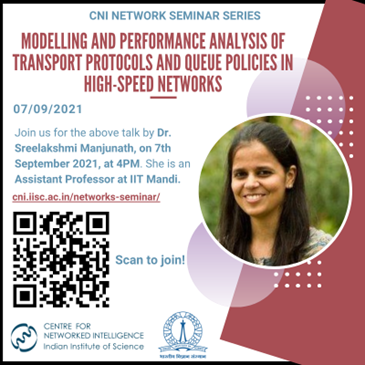 CNI NETWORK SEMINAR SERIES
MODELLING AND PERFORMANCE ANALYSIS OF
TRANSPORT PROTOCOLS AND QUEUE POLICIES IN
HIGH-SPEED NETWORKS
07/09/2021
Join us for the above talk by Dr.
Sreelakshmi Manjunath, on 7th
September 2021, at 4PM. She is an
Assistant Professor at IIT Mandi.
cni.iisc.ac.in/networks-seminar/
Scan to join!
CENTRE FOR
NETWORKED INTELLIGENCE
Indian Institute of Science
भारतीय विज्ञान संस्थान